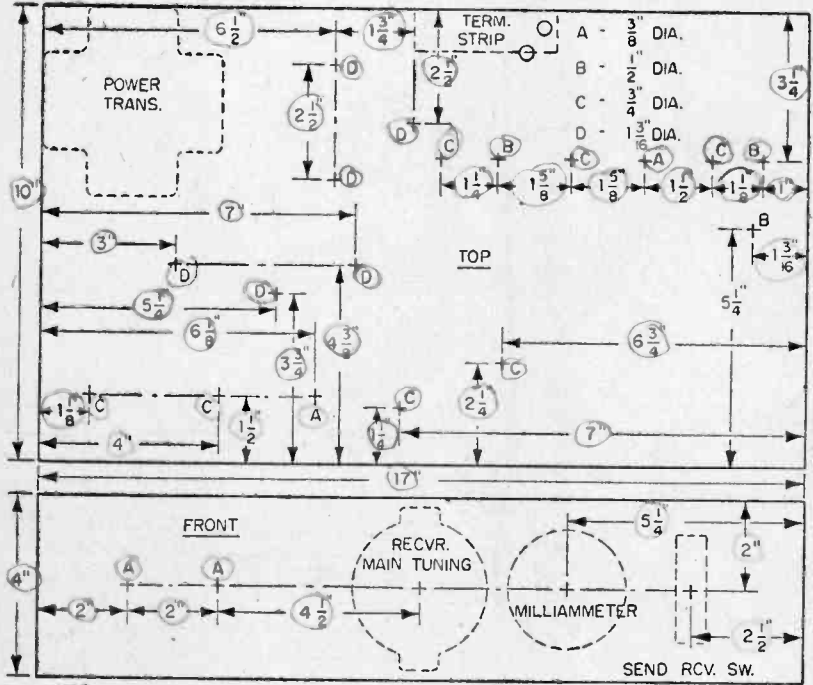 6 1/2"
1 3/4"
TERM.
STRIP
A - 3/8" DIA.
B - 1/2" DIA.
C - 3/4" DIA.
D - 1 3/16" DIA.
POWER
TRANS.
2 1/2"
D
D
2 1/2"
D
3 1/4"
C
B
C
A
C
B
1 1/4"
1 5/8"
1 5/8"
1 1/2"
1 1/8"
1"
10"
7"
3"
D
D
B
1 3/16"
TOP
5 1/4"
D
5 1/4"
6 1/8"
3 3/4"
4 3/8"
6 3/4"
C
2 1/4"
1 1/8"
C
C
A
C
4"
1 1/2"
1 1/4"
7"
17"
FRONT
5 1/4"
2"
4"
A
A
RECVR.
MAIN TUNING
2"
2"
4 1/2"
MILLIAMMETER
2 1/2"
SEND RCV. SW.